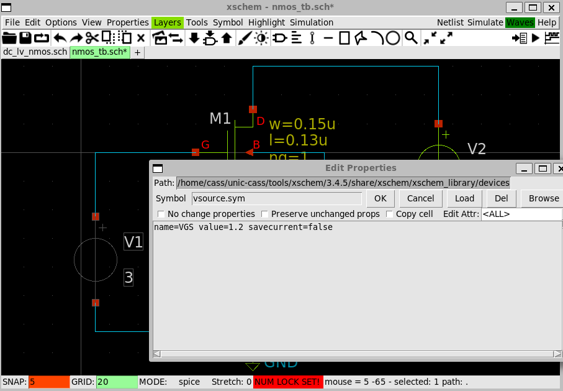 xschem - nmos_tb.sch*
File Edit Options View Properties Layers Tools Symbol Highlight Simulation Netlist Simulate Waves Help
dc_lv_nmos.sch nmos_tb.sch* +
M1
D
w=0.15u
l=0.13u
ng=1
G
B
V2
Edit Properties
Path: /home/cass/unic-cass/tools/xschem/3.4.5/share/xschem/xschem_library/devices
Symbol vsource.sym OK Cancel Load Del Browse
No change properties Preserve unchanged props Copy cell Edit Attr: <ALL>
name=VGS value=1.2 savecurrent=false
V1
3
GND
SNAP: 5 GRID: 20 MODE: spice Stretch: 0 NUM LOCK SET! mouse = 5 -65 - selected: 1 path: .